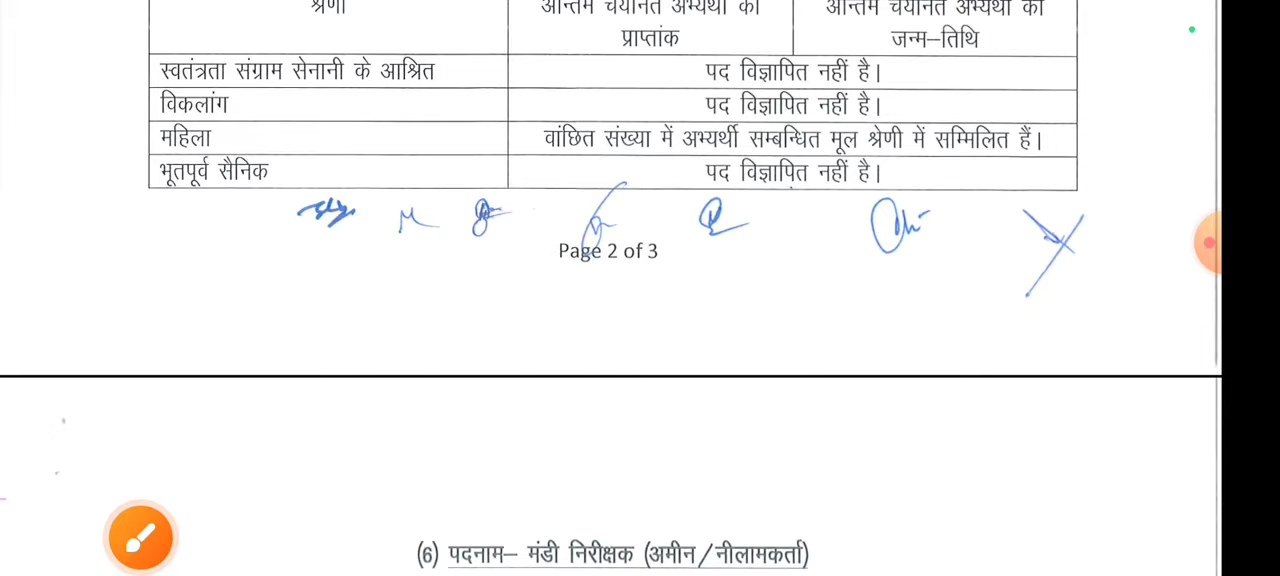 श्रेणी
अन्तिम चयनित अभ्यर्थी का
प्राप्तांक
अन्तिम चयनित अभ्यर्थी की
जन्म–तिथि
स्वतंत्रता संग्राम सेनानी के आश्रित
पद विज्ञापित नहीं है।
विकलांग
पद विज्ञापित नहीं है।
महिला
वांछित संख्या में अभ्यर्थी सम्बन्धित मूल श्रेणी में सम्मिलित हैं।
भूतपूर्व सैनिक
पद विज्ञापित नहीं है।
Page 2 of 3
(6) पदनाम– मंडी निरीक्षक (अमीन/नीलामकर्ता)